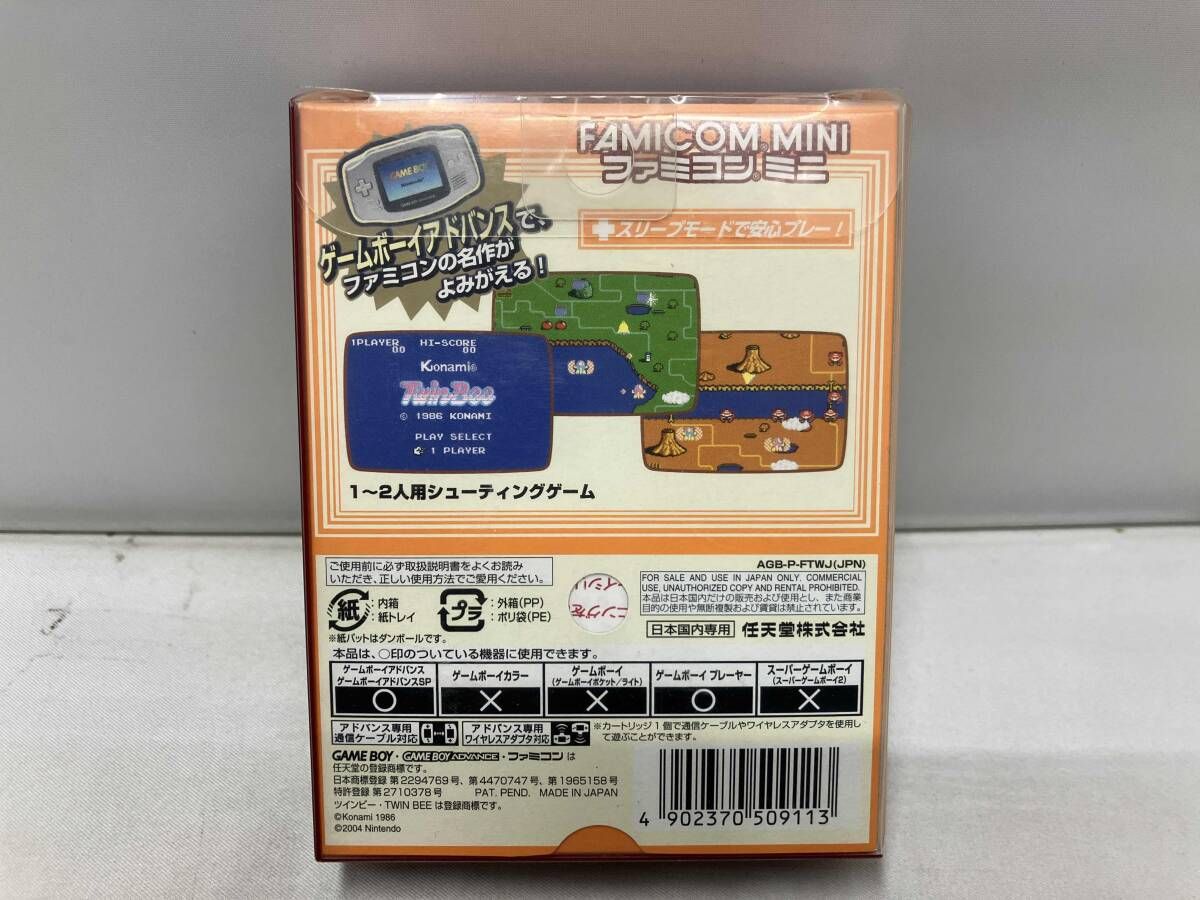 FAMICOM MINI
ファミコン ミニ
GAME BOY
Nintendo
ゲームボーイアドバンスで、
ファミコンの名作が
よみがえる！
スリープモードで安心プレー！
1PLAYER HI-SCORE
00 00
Konami
TwinBee
© 1986 KONAMI
PLAY SELECT
1 PLAYER
1〜2人用シューティングゲーム
ご使用前に必ず取扱説明書をよくお読み
いただき、正しい使用方法でご愛用ください。
紙
：内箱
：紙トレイ
プラ
：外箱(PP)
：ポリ袋(PE)
※紙パットはダンボールです。
AGB-P-FTWJ(JPN)
FOR SALE AND USE IN JAPAN ONLY. COMMERCIAL
USE, UNAUTHORIZED COPY AND RENTAL PROHIBITED.
本品は日本国内だけの販売および使用とし、また商業
目的の使用や無断複製および賃貸は禁止されています。
日本国内専用 任天堂株式会社
本品は、○印のついている機器に使用できます。
ゲームボーイアドバンス
ゲームボーイアドバンスSP
○
ゲームボーイカラー
×
ゲームボーイ
(ゲームボーイポケット/ライト)
×
ゲームボーイ プレーヤー
○
スーパーゲームボーイ
(スーパーゲームボーイ2)
×
アドバンス専用
通信ケーブル対応
アドバンス専用
ワイヤレスアダプタ対応
※カートリッジ1個で通信ケーブルやワイヤレスアダプタを使用し
て遊ぶことができます。
GAME BOY・GAME BOY ADVANCE・ファミコン は
任天堂の登録商標です。
日本商標登録 第2294769号、第4470747号、第1965158号
特許登録 第2710378号 PAT. PEND. MADE IN JAPAN
ツインビー・TWIN BEE は登録商標です。
©Konami 1986
©2004 Nintendo
4 902370 509113